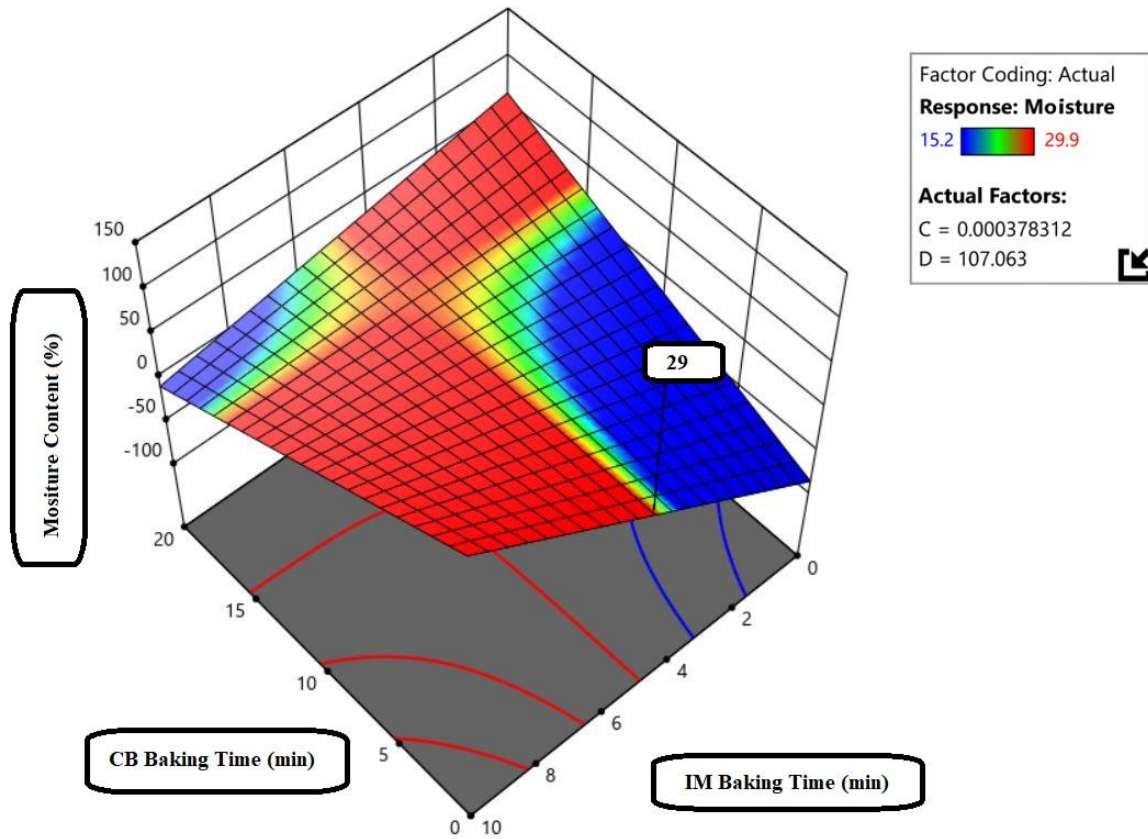 Factor Coding: Actual
Response: Moisture
15.2 29.9
Actual Factors:
C = 0.000378312
D = 107.063
150
100
50
0
-50
-100
Mositure Content (%)
29
20
15
10
5
0
CB Baking Time (min)
0
2
4
6
8
10
IM Baking Time (min)